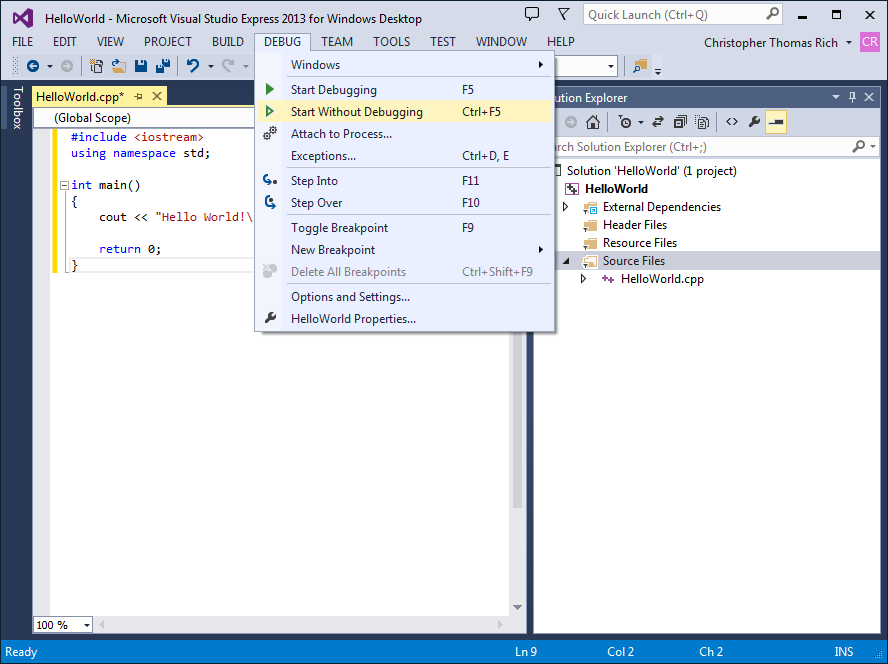 HelloWorld - Microsoft Visual Studio Express 2013 for Windows Desktop
Quick Launch (Ctrl+Q)
FILE EDIT VIEW PROJECT BUILD DEBUG TEAM TOOLS TEST WINDOW HELP
Christopher Thomas Rich CR
Toolbox
HelloWorld.cpp*
(Global Scope)
#include <iostream>
using namespace std;
int main()
{
cout << "Hello World!\
return 0;
}
Windows
Start Debugging F5
Start Without Debugging Ctrl+F5
Attach to Process...
Exceptions... Ctrl+D, E
Step Into F11
Step Over F10
Toggle Breakpoint F9
New Breakpoint
Delete All Breakpoints Ctrl+Shift+F9
Options and Settings...
HelloWorld Properties...
ution Explorer
rch Solution Explorer (Ctrl+;)
Solution 'HelloWorld' (1 project)
HelloWorld
External Dependencies
Header Files
Resource Files
Source Files
HelloWorld.cpp
100 %
Ready Ln 9 Col 2 Ch 2 INS